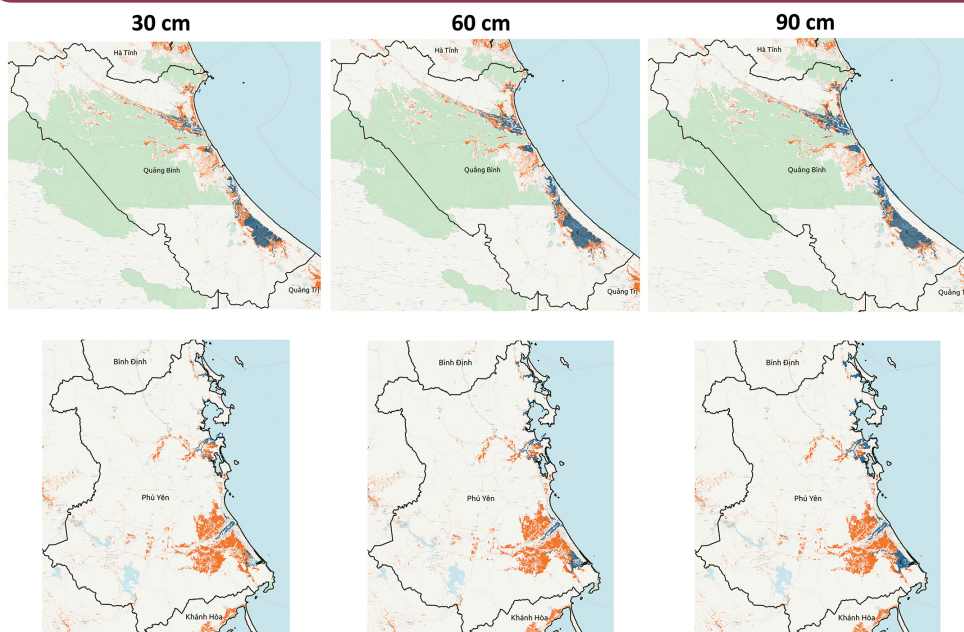 30 cm
60 cm
90 cm
Hà Tĩnh
Hà Tĩnh
Hà Tĩnh
Quảng Bình
Quảng Bình
Quảng Bình
Quảng Trị
Quảng Trị
Quảng T
Bình Định
Bình Định
Bình Định
Phú Yên
Phú Yên
Phú Yên
Khánh Hòa
Khánh Hòa
Khánh Hòa